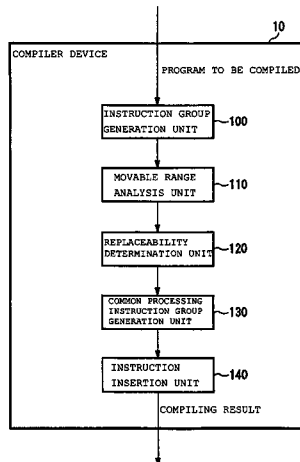 10
COMPILER DEVICE
PROGRAM TO BE COMPILED
INSTRUCTION GROUP
GENERATION UNIT
100
MOVABLE RANGE
ANALYSIS UNIT
110
REPLACEABILITY
DETERMINATION UNIT
120
COMMON PROCESSING
INSTRUCTION GROUP
GENERATION UNIT
130
INSTRUCTION
INSERTION UNIT
140
COMPILING RESULT